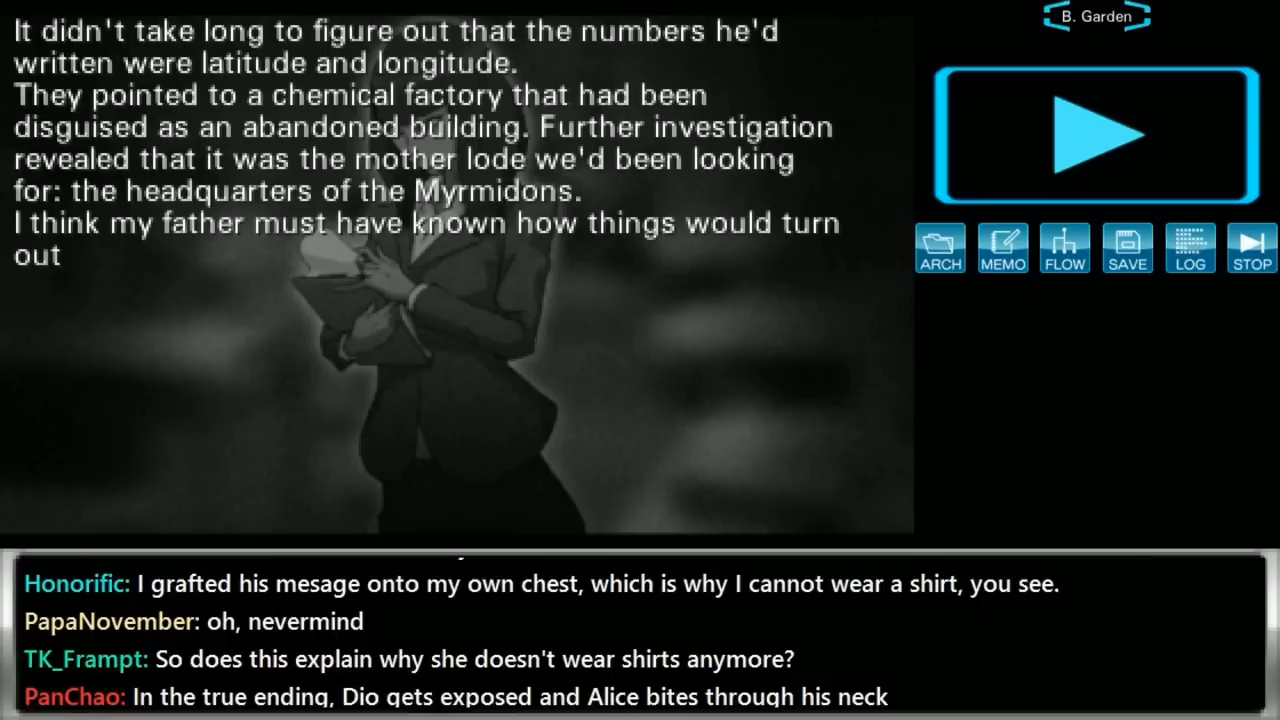 It didn't take long to figure out that the numbers he'd
written were latitude and longitude.
They pointed to a chemical factory that had been
disguised as an abandoned building. Further investigation
revealed that it was the mother lode we'd been looking
for: the headquarters of the Myrmidons.
I think my father must have known how things would turn
out
B. Garden
ARCH MEMO FLOW SAVE LOG STOP
Honorific: I grafted his mesage onto my own chest, which is why I cannot wear a shirt, you see.
PapaNovember: oh, nevermind
TK_Frampt: So does this explain why she doesn't wear shirts anymore?
PanChao: In the true ending, Dio gets exposed and Alice bites through his neck